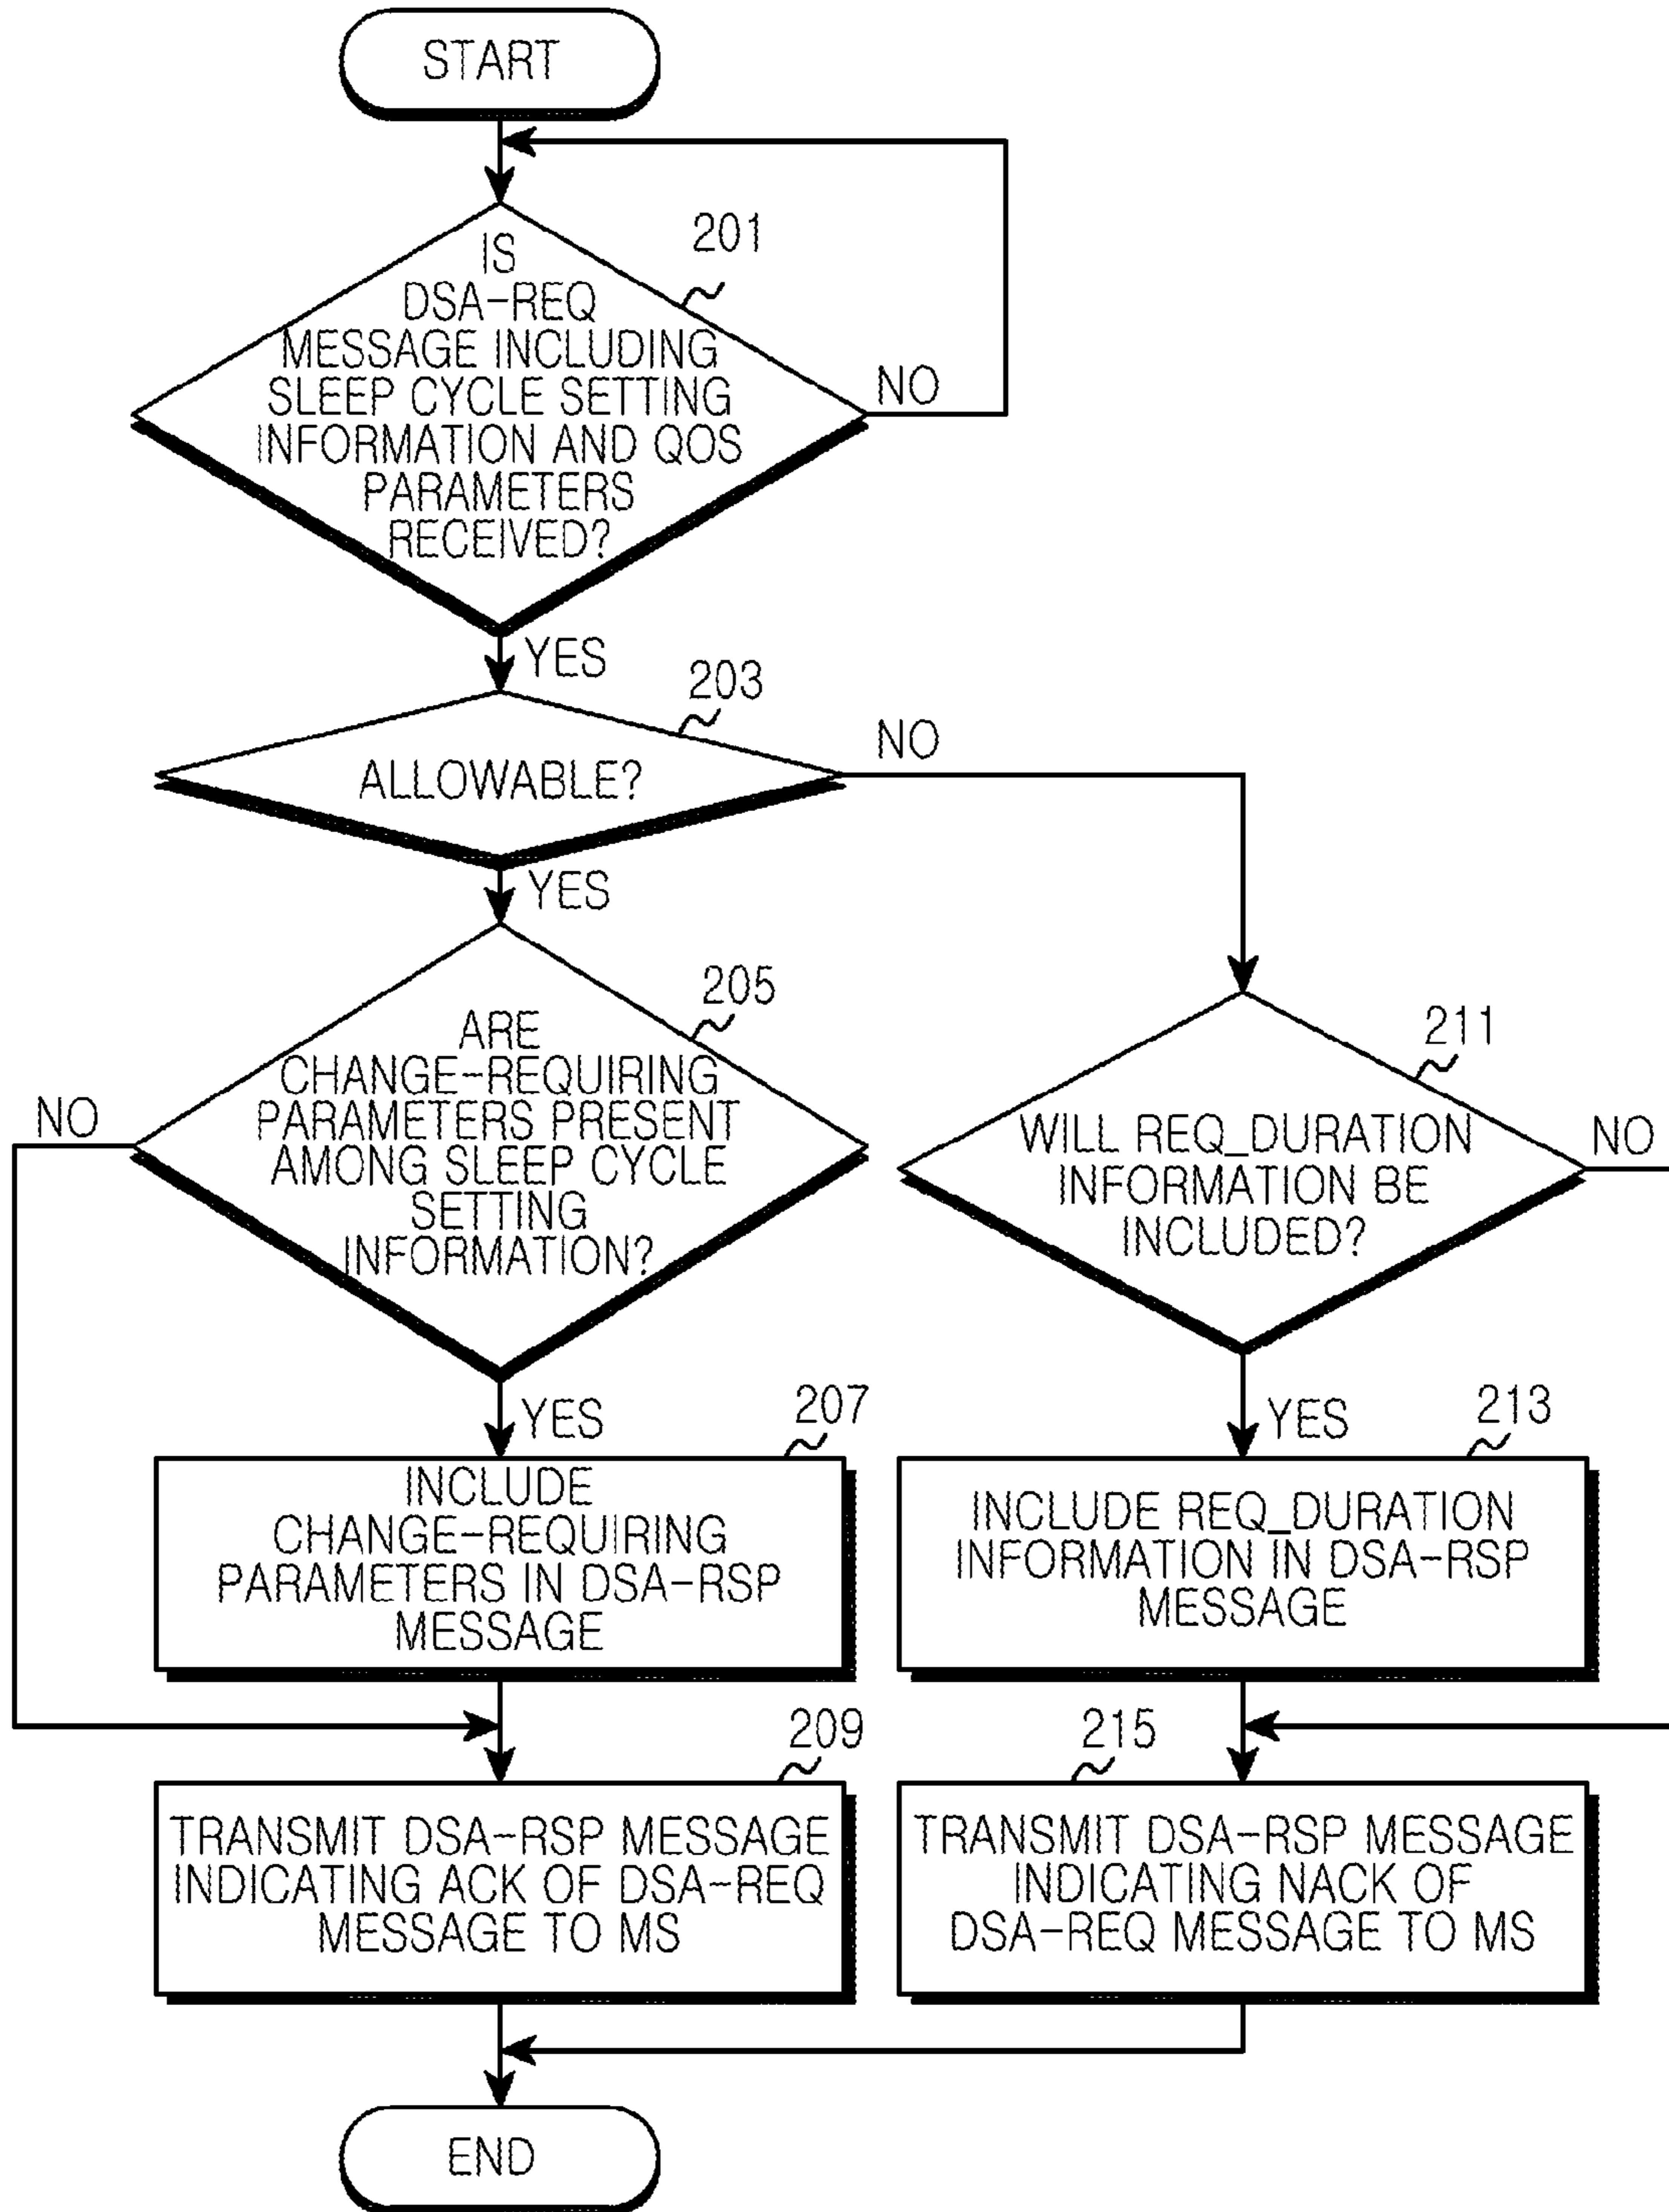 START
201
IS
DSA-REQ
MESSAGE INCLUDING
SLEEP CYCLE SETTING
INFORMATION AND QOS
PARAMETERS
RECEIVED?
NO
YES
203
ALLOWABLE?
NO
YES
205
ARE
CHANGE-REQUIRING
PARAMETERS PRESENT
AMONG SLEEP CYCLE
SETTING
INFORMATION?
NO
YES
211
WILL REQ_DURATION
INFORMATION BE
INCLUDED?
NO
YES
207
INCLUDE
CHANGE-REQUIRING
PARAMETERS IN DSA-RSP
MESSAGE
213
INCLUDE REQ_DURATION
INFORMATION IN DSA-RSP
MESSAGE
209
TRANSMIT DSA-RSP MESSAGE
INDICATING ACK OF DSA-REQ
MESSAGE TO MS
215
TRANSMIT DSA-RSP MESSAGE
INDICATING NACK OF
DSA-REQ MESSAGE TO MS
END